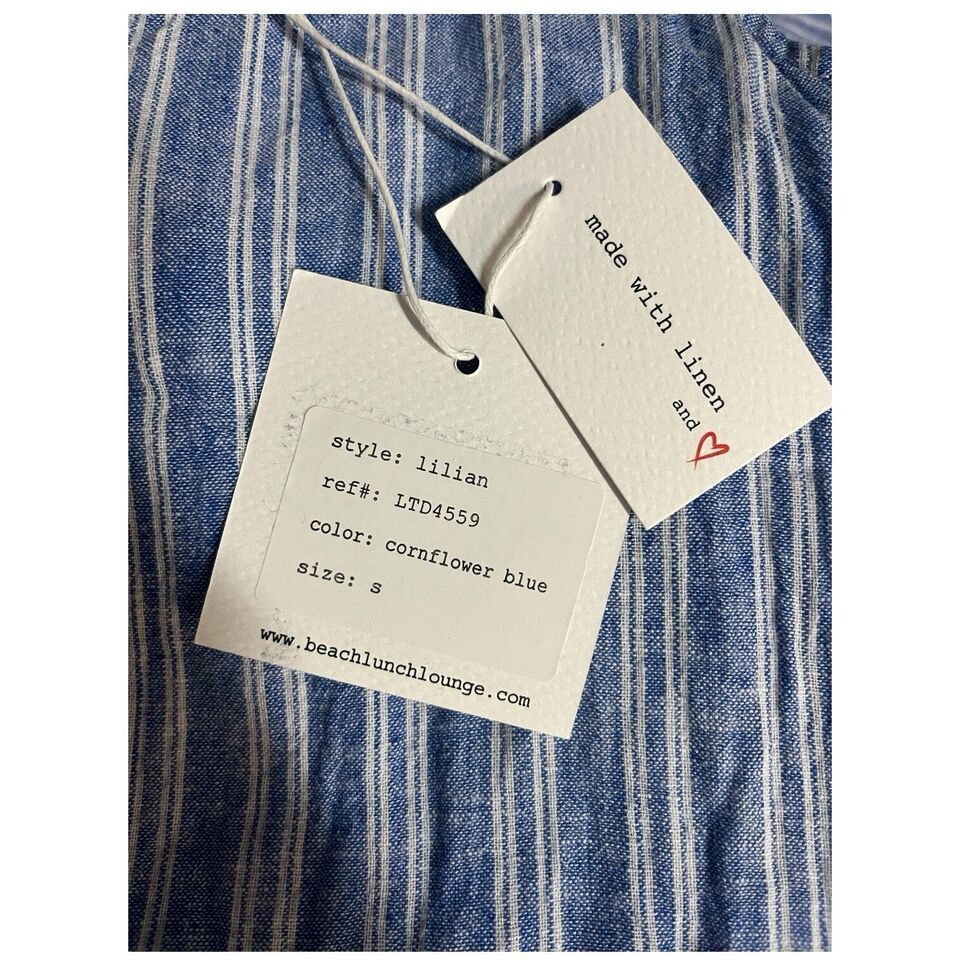 made with linen
and
style: lilian
ref#: LTD4559
color: cornflower blue
size: s
www.beachlunchlounge.com